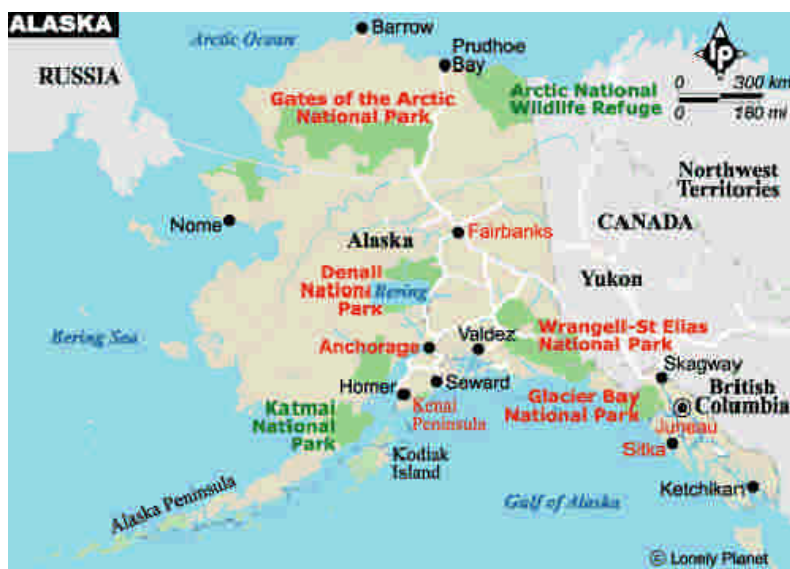 ALASKA
Arctic Ocean
Barrow
Prudhoe
Bay
lp
RUSSIA
0 300 km
0 180 mi
Gates of the Arctic
National Park
Arctic National
Wildlife Refuge
Northwest
Territories
CANADA
Nome
Alaska
Fairbanks
Yukon
Denali
National
Park
Bering
Bering Sea
Anchorage
Valdez
Wrangell-St Elias
National Park
Skagway
Homer
Seward
Kenai
Peninsula
Glacier Bay
National Park
British
Columbia
Juneau
Katmai
National
Park
Kodiak
Island
Sitka
Alaska Peninsula
Gulf of Alaska
Ketchikan
© Lonely Planet